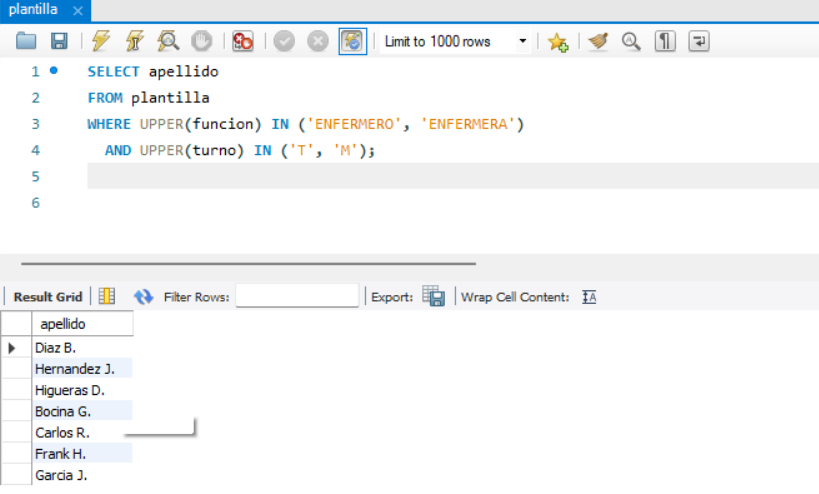 plantilla
Limit to 1000 rows
1 SELECT apellido
2 FROM plantilla
3 WHERE UPPER(funcion) IN ('ENFERMERO', 'ENFERMERA')
4 AND UPPER(turno) IN ('T', 'M');
5
6
Result Grid Filter Rows: Export: Wrap Cell Content: IA
apellido
Diaz B.
Hernandez J.
Higueras D.
Bocina G.
Carlos R.
Frank H.
Garcia J.